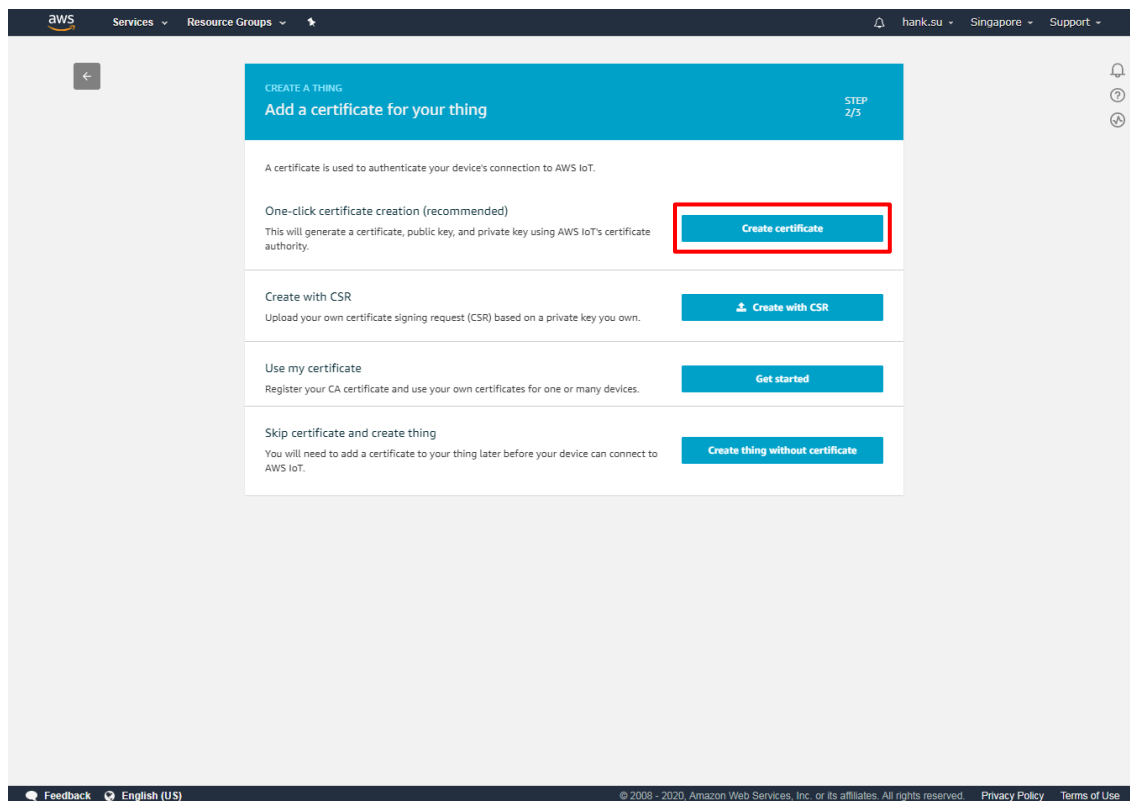 aws Services Resource Groups hank.su Singapore Support
CREATE A THING
Add a certificate for your thing
STEP
2/3
A certificate is used to authenticate your device's connection to AWS IoT.
One-click certificate creation (recommended)
This will generate a certificate, public key, and private key using AWS IoT's certificate
authority.
Create certificate
Create with CSR
Upload your own certificate signing request (CSR) based on a private key you own.
Create with CSR
Use my certificate
Register your CA certificate and use your own certificates for one or many devices.
Get started
Skip certificate and create thing
You will need to add a certificate to your thing later before your device can connect to
AWS IoT.
Create thing without certificate
Feedback English (US) © 2008 - 2020, Amazon Web Services, Inc. or its affiliates. All rights reserved. Privacy Policy Terms of Use